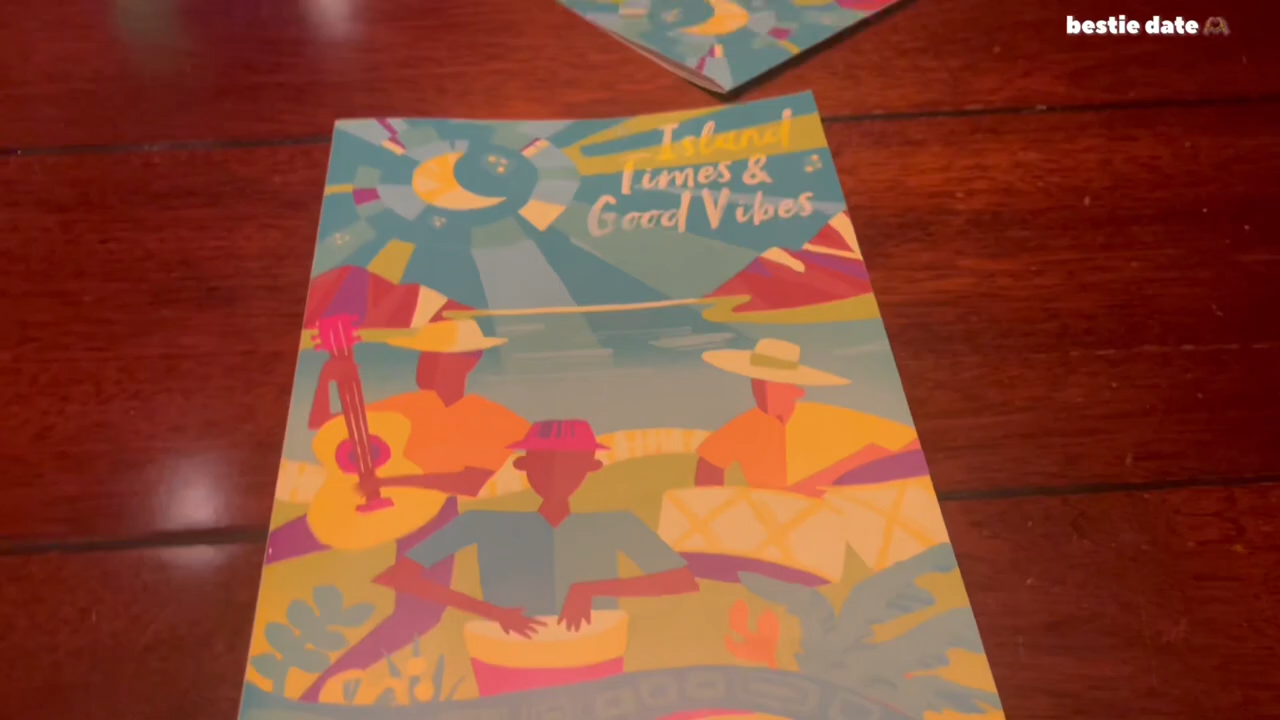 bestie date 🫶🏾
Island
Times &
Good Vibes